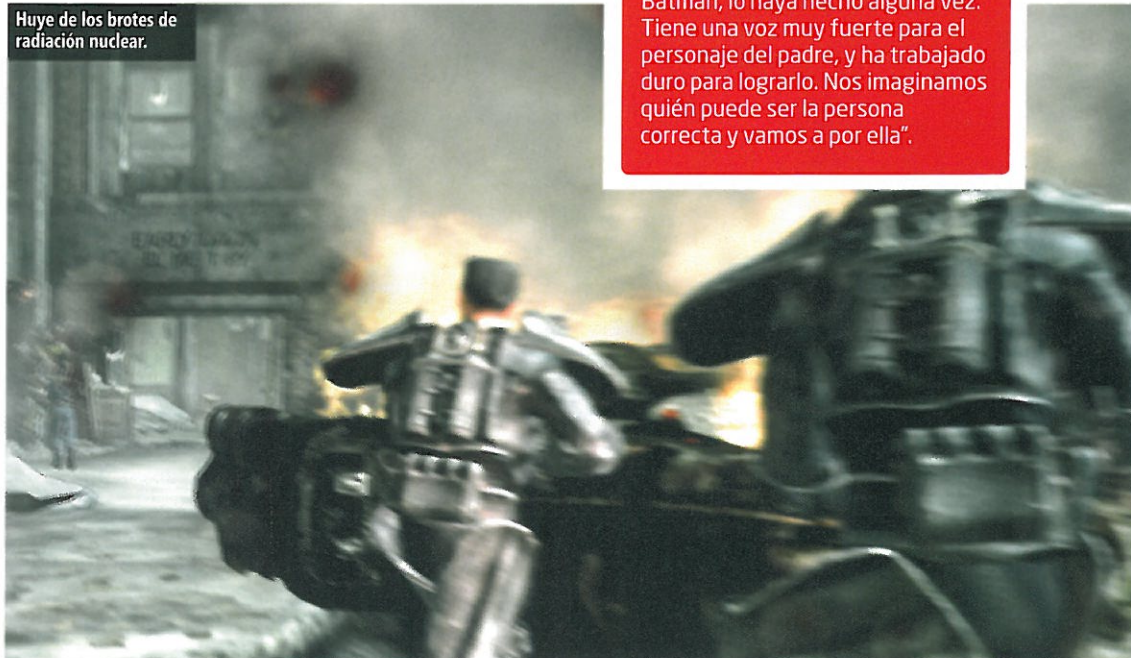 Huye de los brotes de
radiación nuclear.
Batman, lo haya hecho alguna vez.
Tiene una voz muy fuerte para el
personaje del padre, y ha trabajado
duro para lograrlo. Nos imaginamos
quién puede ser la persona
correcta y vamos a por ella".